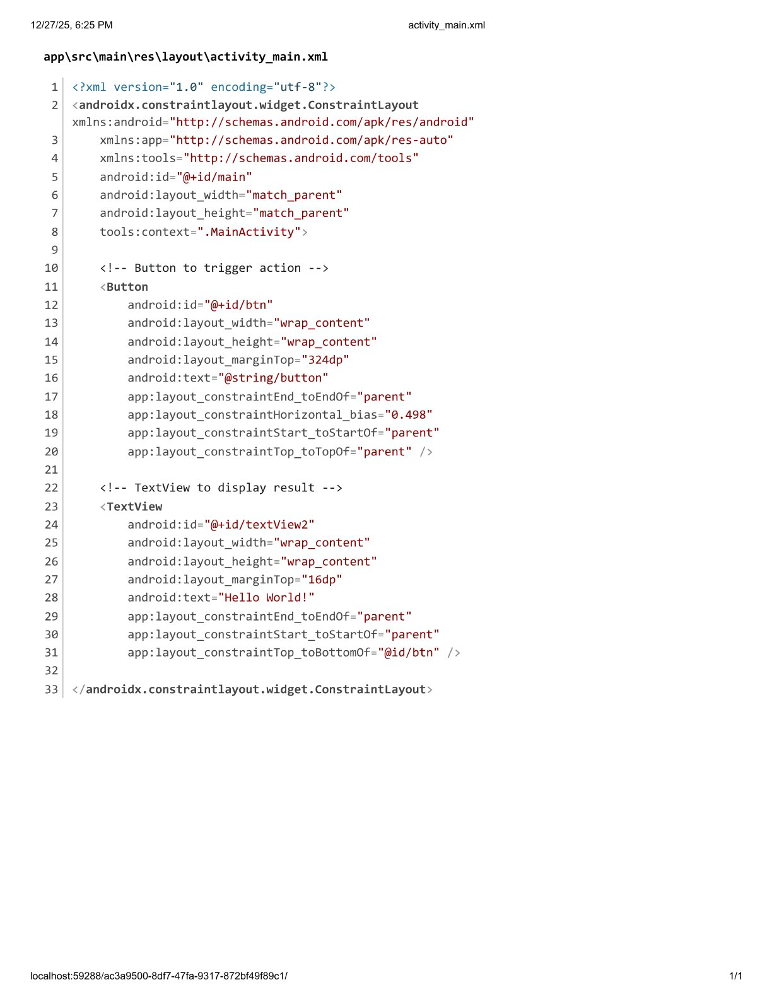 12/27/25, 6:25 PM activity_main.xml
app\src\main\res\layout\activity_main.xml
1 <?xml version="1.0" encoding="utf-8"?>
2 <androidx.constraintlayout.widget.ConstraintLayout
xmlns:android="http://schemas.android.com/apk/res/android"
3     xmlns:app="http://schemas.android.com/apk/res-auto"
4     xmlns:tools="http://schemas.android.com/tools"
5     android:id="@+id/main"
6     android:layout_width="match_parent"
7     android:layout_height="match_parent"
8     tools:context=".MainActivity">
9
10     <!-- Button to trigger action -->
11     <Button
12         android:id="@+id/btn"
13         android:layout_width="wrap_content"
14         android:layout_height="wrap_content"
15         android:layout_marginTop="324dp"
16         android:text="@string/button"
17         app:layout_constraintEnd_toEndOf="parent"
18         app:layout_constraintHorizontal_bias="0.498"
19         app:layout_constraintStart_toStartOf="parent"
20         app:layout_constraintTop_toTopOf="parent" />
21
22     <!-- TextView to display result -->
23     <TextView
24         android:id="@+id/textView2"
25         android:layout_width="wrap_content"
26         android:layout_height="wrap_content"
27         android:layout_marginTop="16dp"
28         android:text="Hello World!"
29         app:layout_constraintEnd_toEndOf="parent"
30         app:layout_constraintStart_toStartOf="parent"
31         app:layout_constraintTop_toBottomOf="@id/btn" />
32
33 </androidx.constraintlayout.widget.ConstraintLayout>
localhost:59288/ac3a9500-8df7-47fa-9317-872bf49f89c1/ 1/1